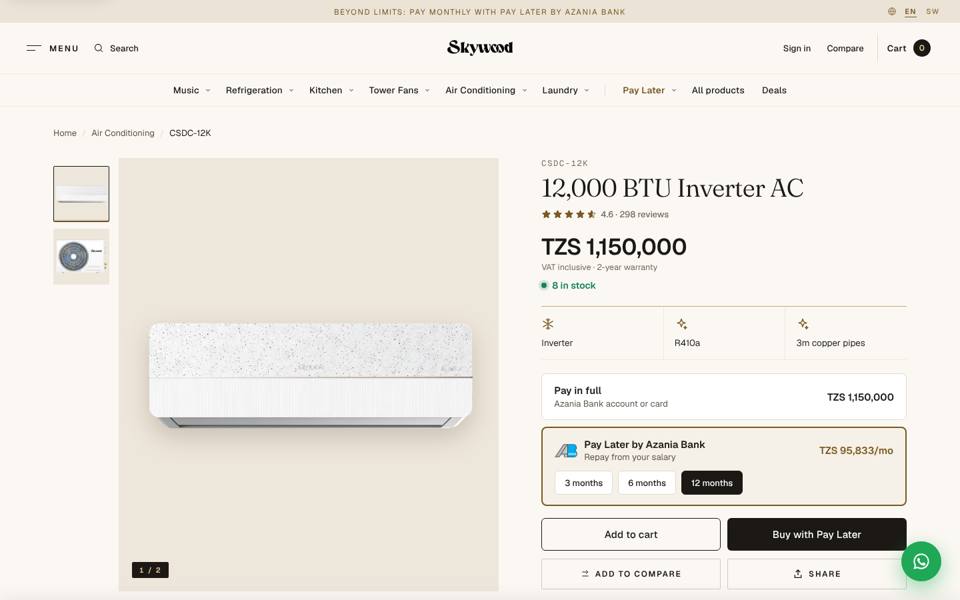 BEYOND LIMITS: PAY MONTHLY WITH PAY LATER BY AZANIA BANK
EN SW
MENU Search
Skywood
Sign in Compare Cart 0
Music Refrigeration Kitchen Tower Fans Air Conditioning Laundry Pay Later All products Deals
Home / Air Conditioning / CSDC-12K
CSDC-12K
12,000 BTU Inverter AC
4.6 · 298 reviews
TZS 1,150,000
VAT inclusive · 2-year warranty
8 in stock
Inverter R410a 3m copper pipes
Pay in full
Azania Bank account or card
TZS 1,150,000
Pay Later by Azania Bank
Repay from your salary
TZS 95,833/mo
3 months 6 months 12 months
Add to cart Buy with Pay Later
ADD TO COMPARE SHARE
1 / 2